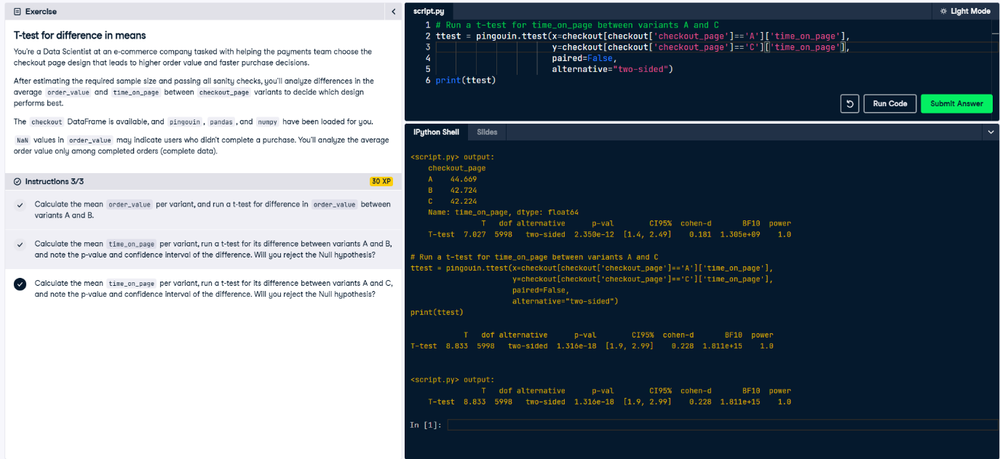 Exercise
T-test for difference in means
You're a Data Scientist at an e-commerce company tasked with helping the payments team choose the
checkout page design that leads to higher order value and faster purchase decisions.
After estimating the required sample size and passing all sanity checks, you'll analyze differences in the
average order_value and time_on_page between checkout_page variants to decide which design
performs best.
The checkout DataFrame is available, and pingouin, pandas, and numpy have been loaded for you.
NaN values in order_value may indicate users who didn't complete a purchase. You'll analyze the average
order value only among completed orders (complete data).
Instructions 3/3
30 XP
Calculate the mean order_value per variant, and run a t-test for difference in order_value between
variants A and B.
Calculate the mean time_on_page per variant, run a t-test for its difference between variants A and B,
and note the p-value and confidence interval of the difference. Will you reject the Null hypothesis?
Calculate the mean time_on_page per variant, run a t-test for its difference between variants A and C,
and note the p-value and confidence interval of the difference. Will you reject the Null hypothesis?
script.py
Light Mode
1 # Run a t-test for time_on_page between variants A and C
2 ttest = pingouin.ttest(x=checkout[checkout['checkout_page']=='A']['time_on_page'],
3 y=checkout[checkout['checkout_page']=='C']['time_on_page'],
4 paired=False,
5 alternative="two-sided")
6 print(ttest)
Run Code
Submit Answer
IPython Shell
Slides
<script.py> output:
checkout_page
A 44.669
B 42.724
C 42.224
Name: time_on_page, dtype: float64
T dof alternative p-val CI95% cohen-d BF10 power
T-test 7.027 5998 two-sided 2.350e-12 [1.4, 2.49] 0.181 1.305e+09 1.0
# Run a t-test for time_on_page between variants A and C
ttest = pingouin.ttest(x=checkout[checkout['checkout_page']=='A']['time_on_page'],
y=checkout[checkout['checkout_page']=='C']['time_on_page'],
paired=False,
alternative="two-sided")
print(ttest)
T dof alternative p-val CI95% cohen-d BF10 power
T-test 8.833 5998 two-sided 1.316e-18 [1.9, 2.99] 0.228 1.811e+15 1.0
<script.py> output:
T dof alternative p-val CI95% cohen-d BF10 power
T-test 8.833 5998 two-sided 1.316e-18 [1.9, 2.99] 0.228 1.811e+15 1.0
In [1]: